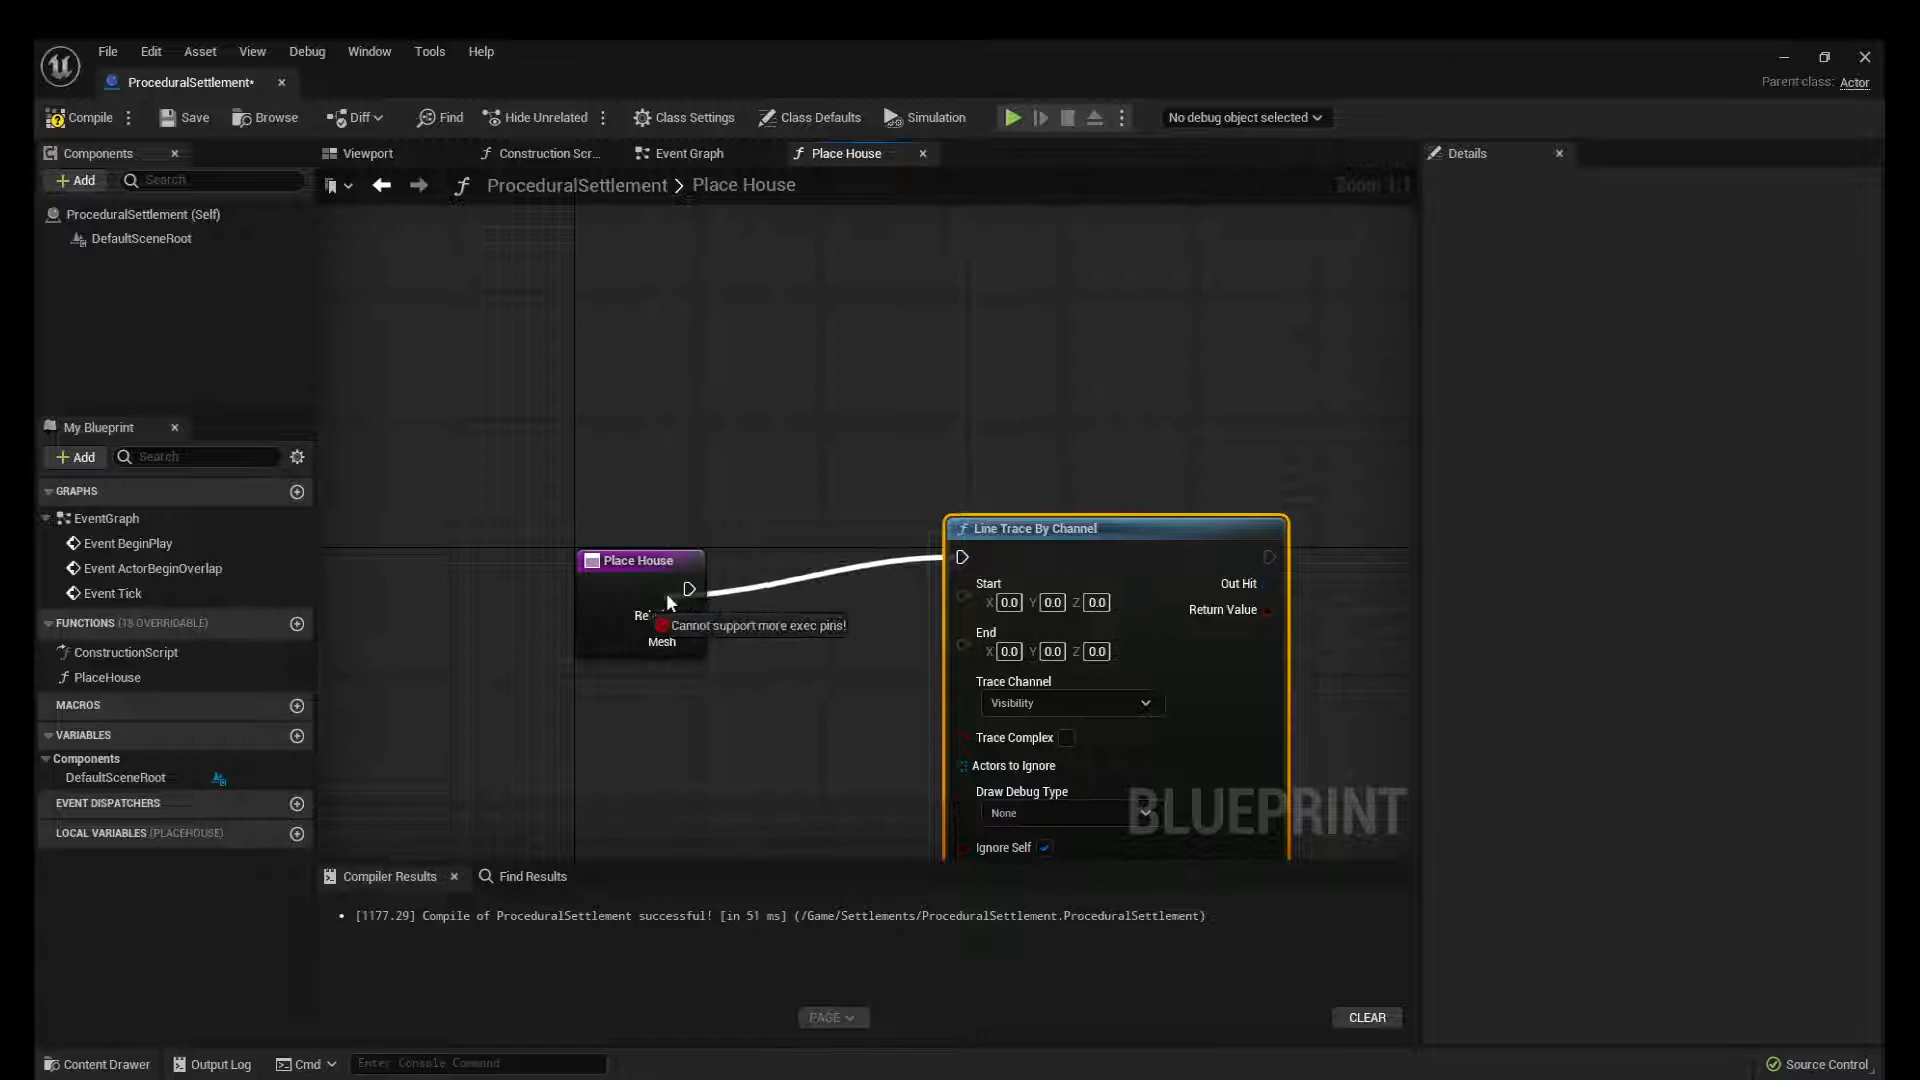 File Edit Asset View Debug Window Tools Help
ProceduralSettlement*
Parent class: Actor
Compile Save Browse Diff Find Hide Unrelated Class Settings Class Defaults Simulation No debug object selected
Components Viewport Construction Scr... Event Graph Place House Details
Add Search
ProceduralSettlement > Place House Zoom 1:1
ProceduralSettlement (Self)
DefaultSceneRoot
My Blueprint
Add Search
GRAPHS
EventGraph
Event BeginPlay
Event ActorBeginOverlap
Event Tick
FUNCTIONS (18 OVERRIDABLE)
ConstructionScript
PlaceHouse
MACROS
VARIABLES
Components
DefaultSceneRoot
EVENT DISPATCHERS
LOCAL VARIABLES (PLACEHOUSE)
Place House
Cannot support more exec pins!
Mesh
Line Trace By Channel
Start Out Hit
X 0.0 Y 0.0 Z 0.0
Return Value
End
X 0.0 Y 0.0 Z 0.0
Trace Channel
Visibility
Trace Complex
Actors to Ignore
Draw Debug Type
None
Ignore Self
BLUEPRINT
Compiler Results Find Results
[1177.29] Compile of ProceduralSettlement successful! [in 51 ms] (/Game/Settlements/ProceduralSettlement.ProceduralSettlement)
PAGE
CLEAR
Content Drawer Output Log Cmd Enter Console Command Source Control